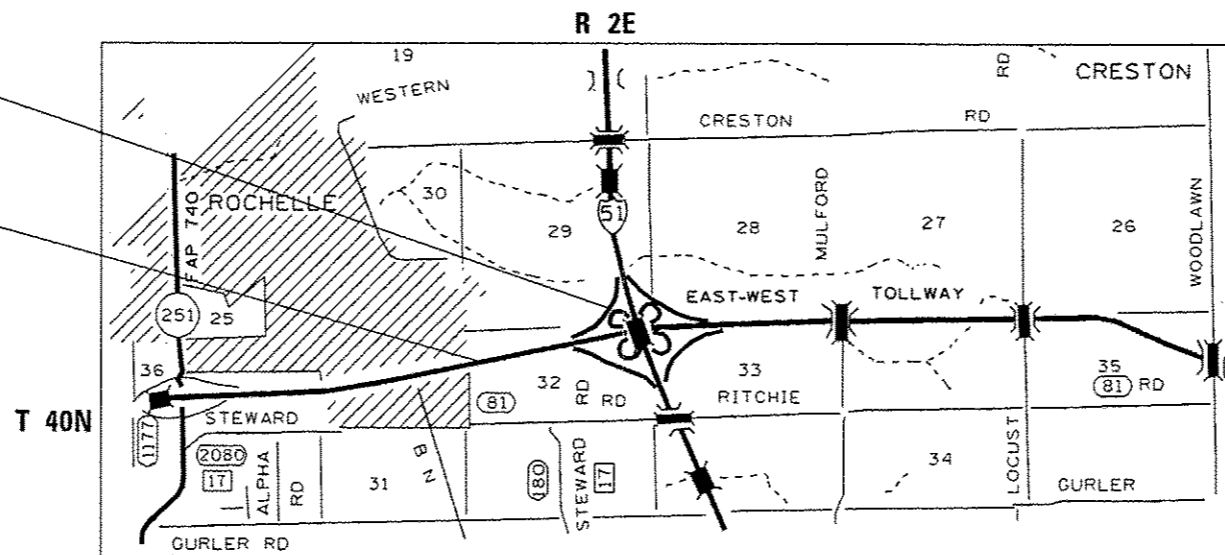 R 2E
19
WESTERN
RD
CRESTON
CRESTON
RD
FAP 740
ROCHELLE
30
29
51
28
MULFORD
27
26
WOODLAWN
251
25
EAST-WEST
TOLLWAY
36
32
RD
33
35
81
RD
81
RD
RITCHIE
T 40N
STEWARD
1177
2080
17
ALPHA
RD
31
B N
180
STEWARD
17
34
LOCUST
GURLER
GURLER RD